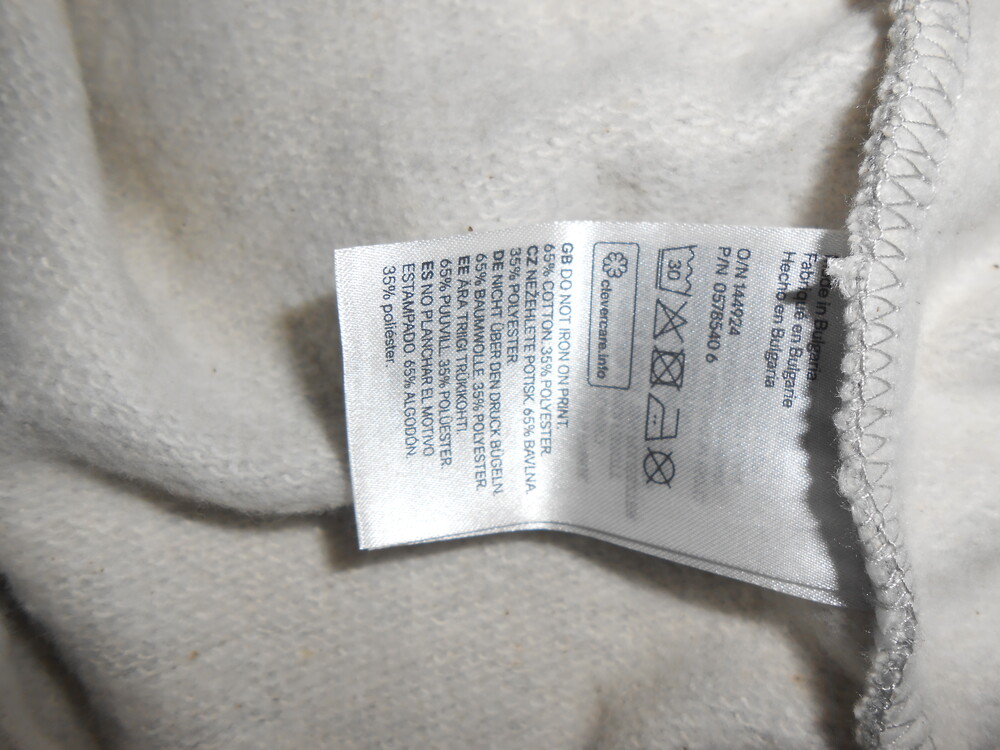 Made in Bulgaria
Fabriqué en Bulgarie
Hecho en Bulgaria
O/N 144924
P/N 0578540 6
30
clevercare.info
GB DO NOT IRON ON PRINT.
65% COTTON. 35% POLYESTER
CZ NEŽEHLETE POTISK. 65% BAVLNA.
35% POLYESTER
DE NICHT ÜBER DEN DRUCK BÜGELN.
65% BAUMWOLLE. 35% POLYESTER.
EE ÄRA TRIIGI TRÜKIKOHTI.
65% PUUVILL. 35% POLÜESTER.
ES NO PLANCHAR EL MOTIVO
ESTAMPADO. 65% ALGODÓN.
35% poliéster.